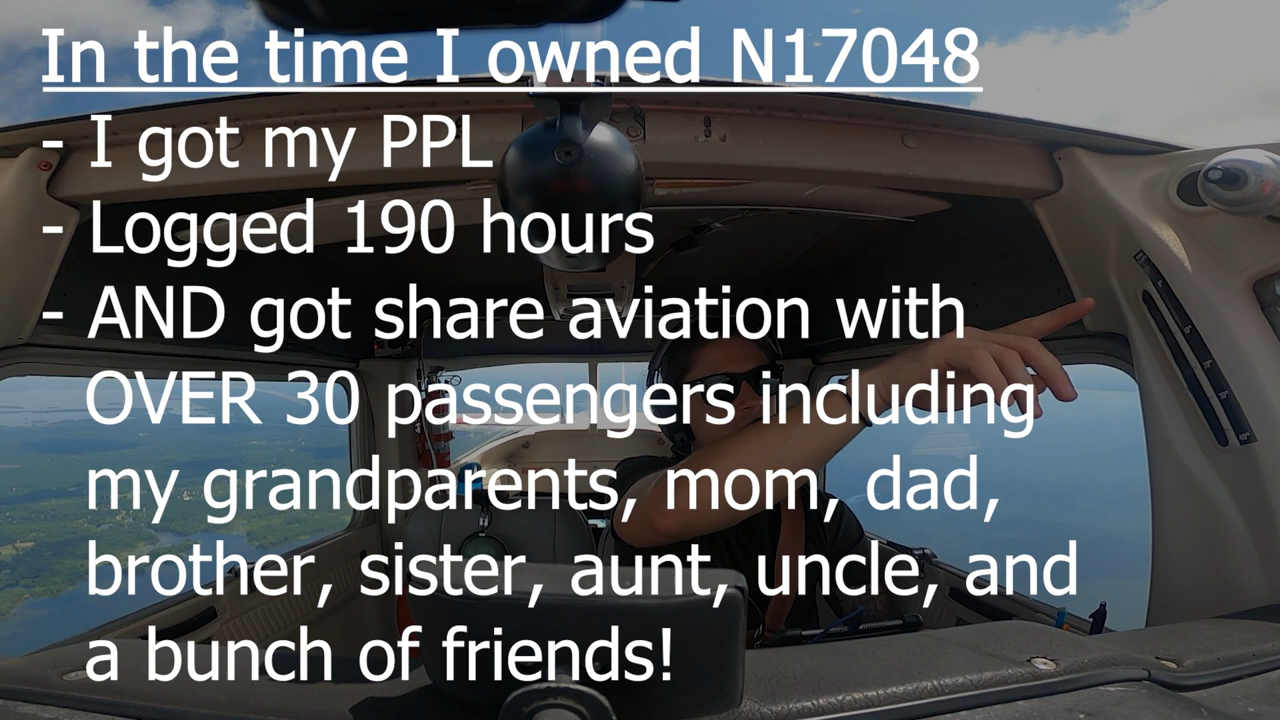 In the time I owned N17048
- I got my PPL
- Logged 190 hours
- AND got share aviation with
OVER 30 passengers including
my grandparents, mom, dad,
brother, sister, aunt, uncle, and
a bunch of friends!